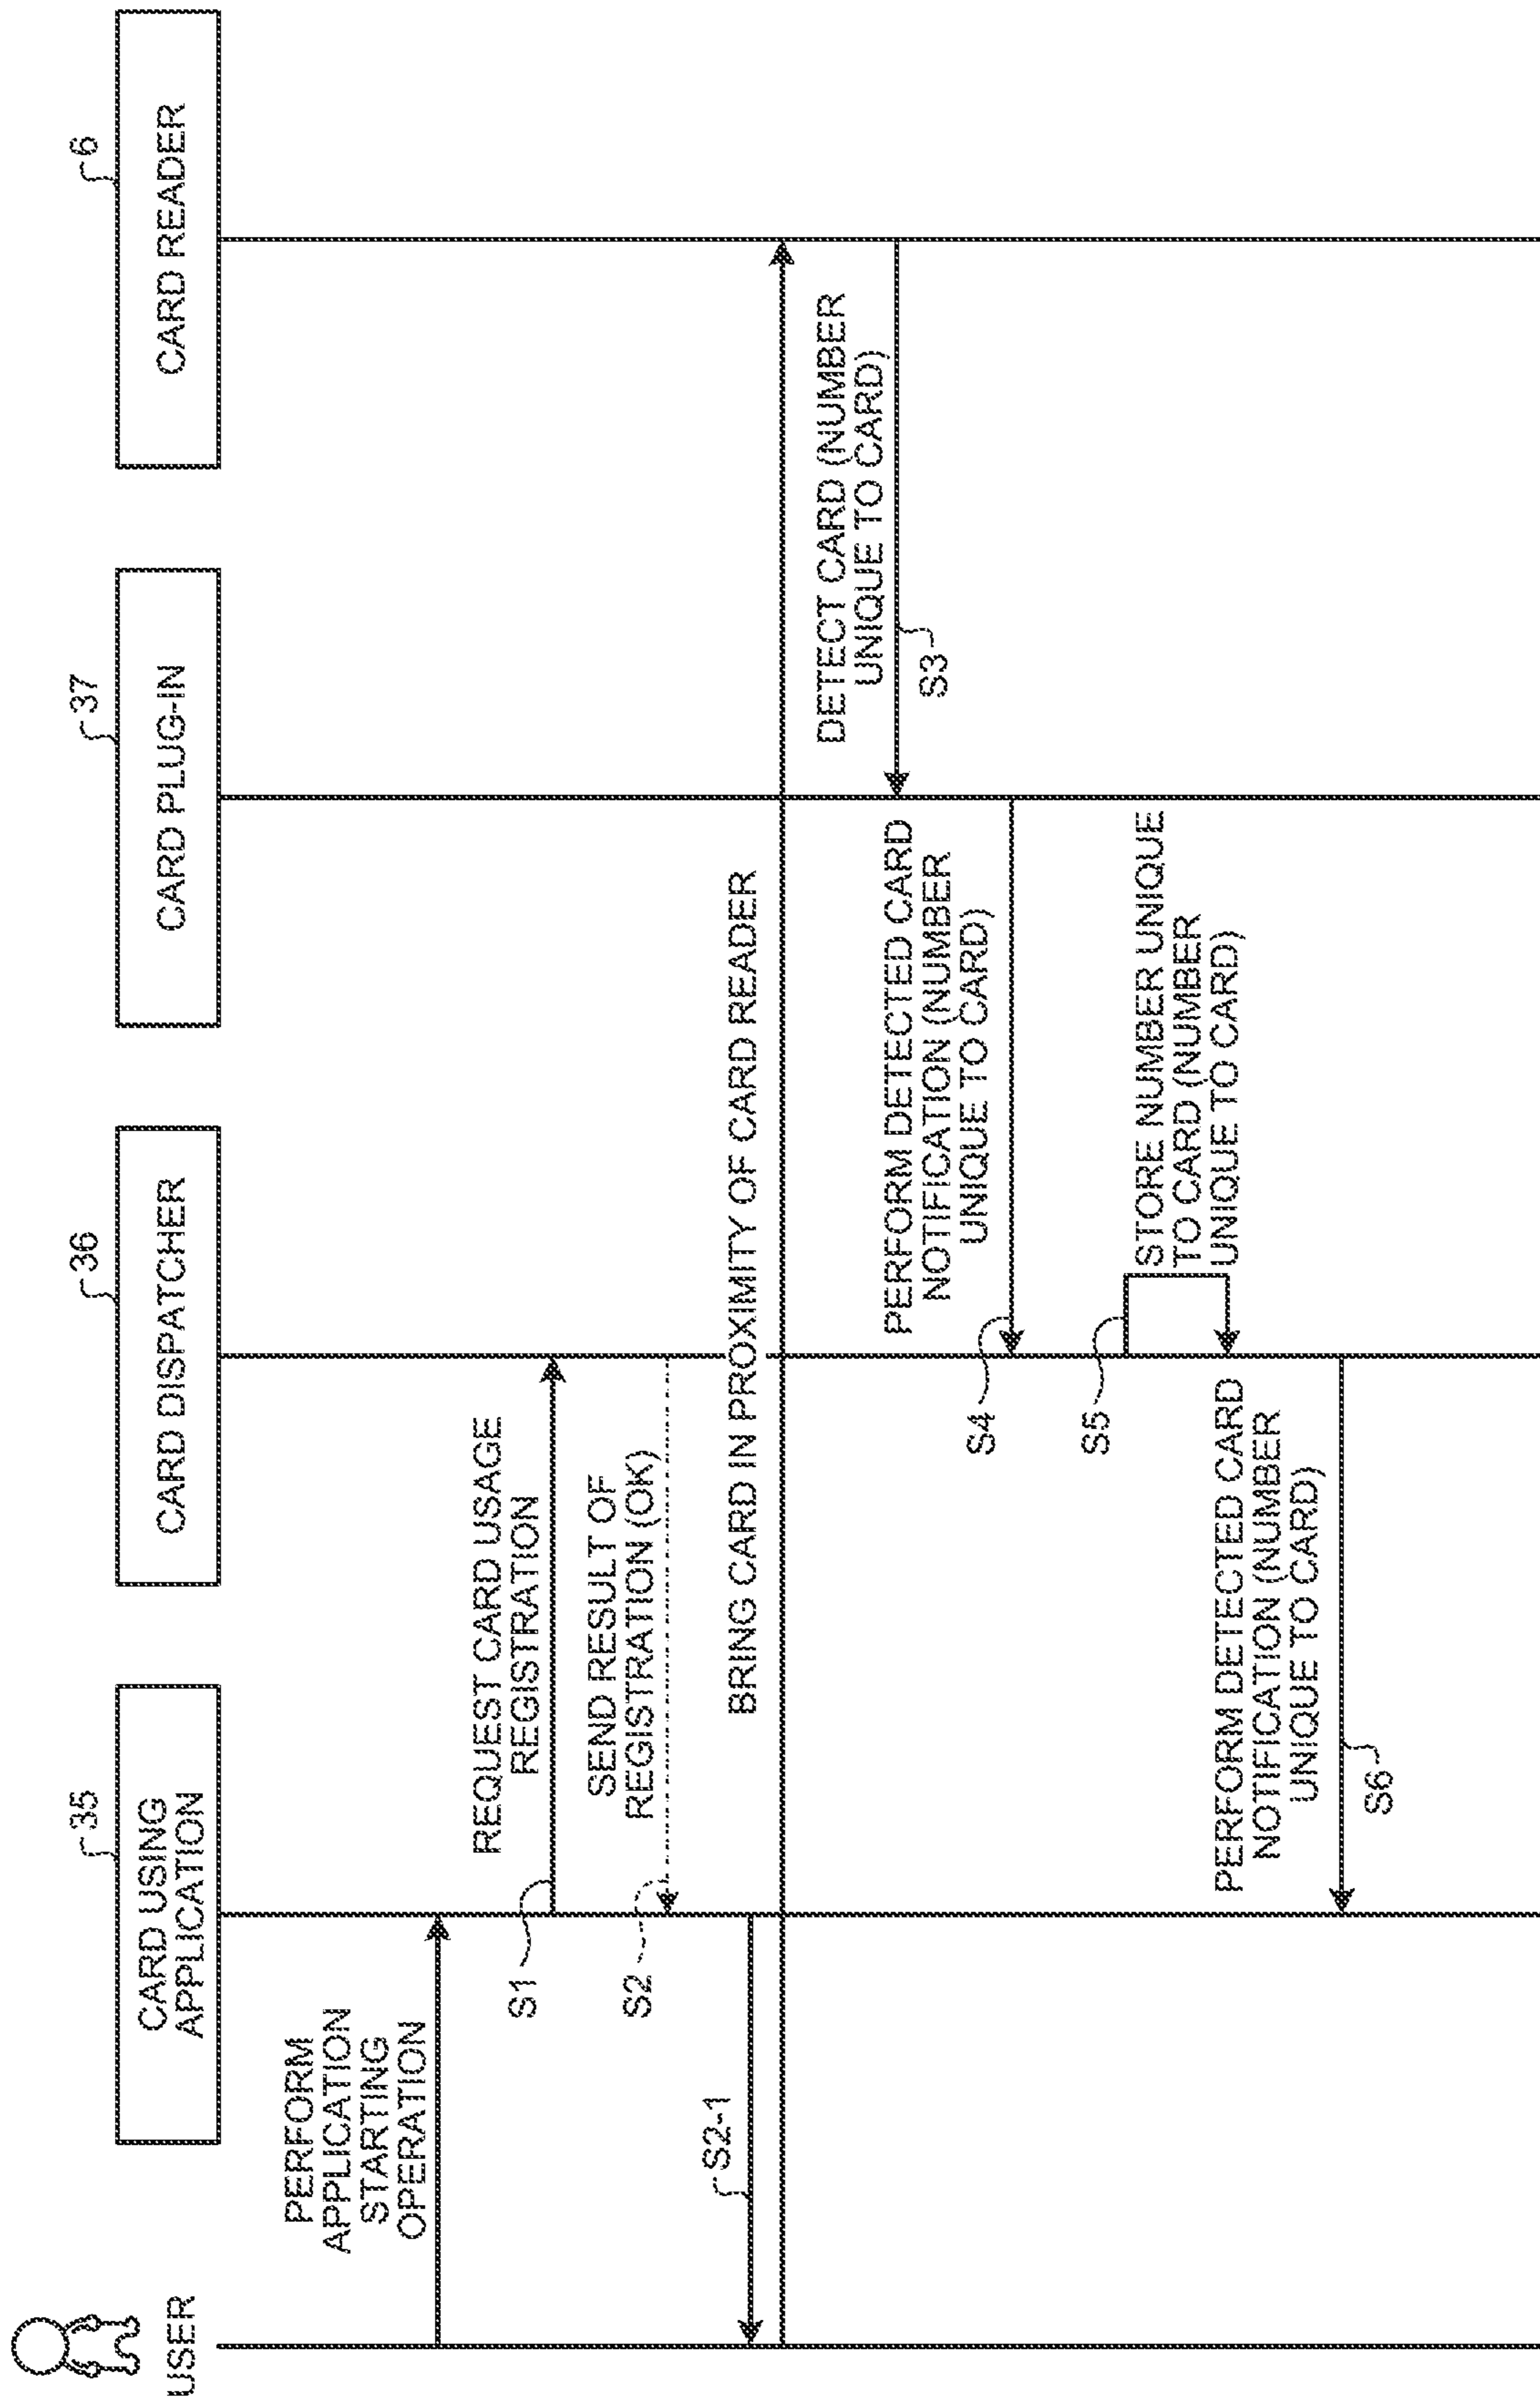 USER
35
CARD USING
APPLICATION
36
CARD DISPATCHER
37
CARD PLUG-IN
6
CARD READER
PERFORM
APPLICATION
STARTING
OPERATION
S1
REQUEST CARD USAGE
REGISTRATION
S2
SEND RESULT OF
REGISTRATION (OK)
S2-1
BRING CARD IN PROXIMITY OF CARD READER
DETECT CARD (NUMBER
UNIQUE TO CARD)
S3
PERFORM DETECTED CARD
NOTIFICATION (NUMBER
UNIQUE TO CARD)
S4
S5
STORE NUMBER UNIQUE
TO CARD (NUMBER
UNIQUE TO CARD)
PERFORM DETECTED CARD
NOTIFICATION (NUMBER
UNIQUE TO CARD)
S6